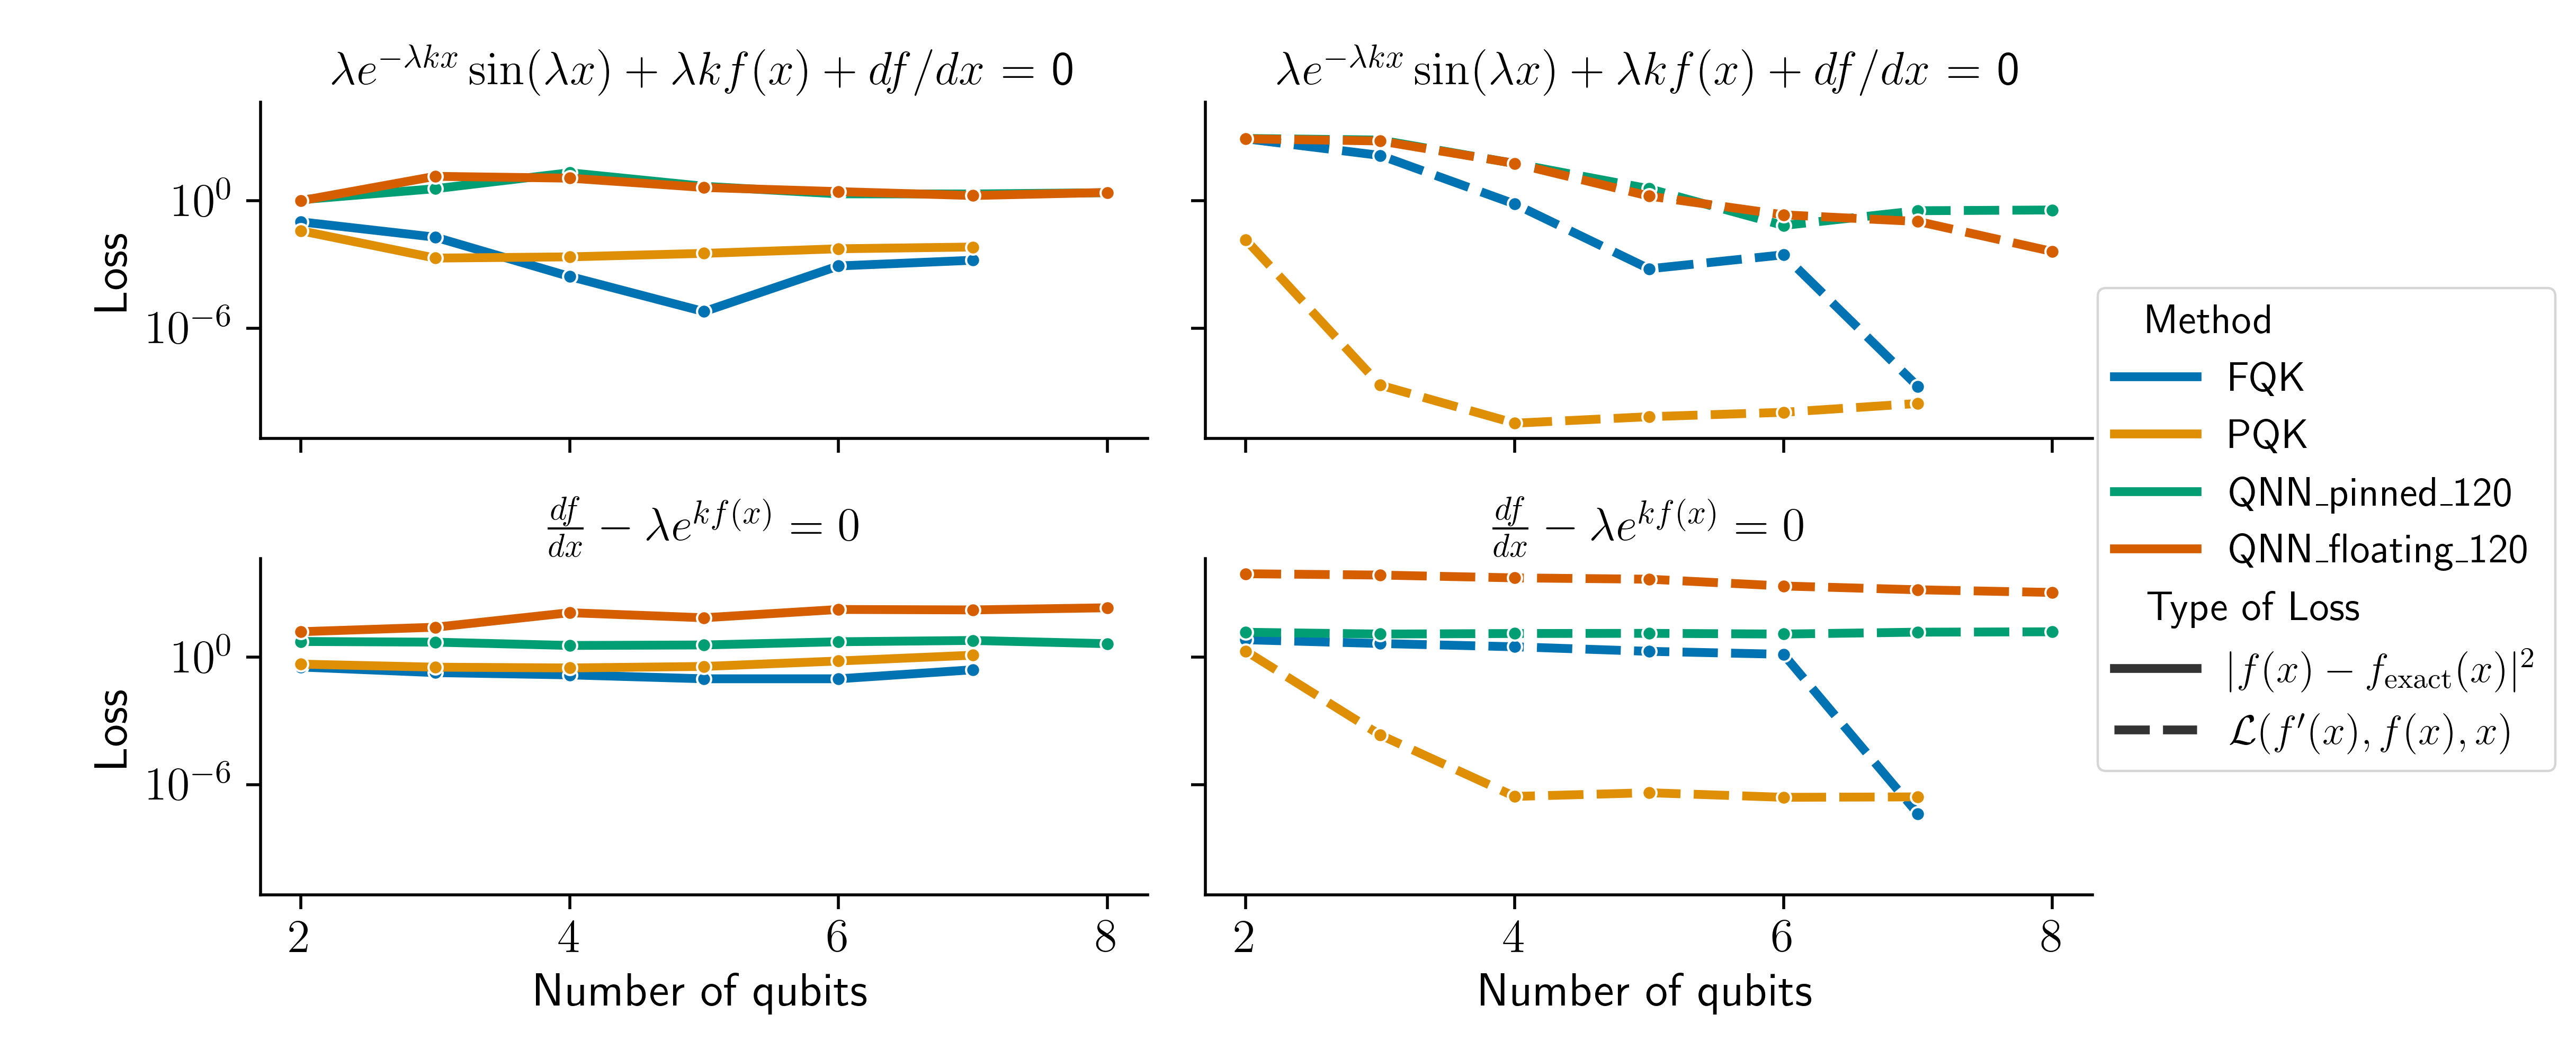 λe^{−λkx} sin(λx) + λkf(x) + df/dx = 0
λe^{−λkx} sin(λx) + λkf(x) + df/dx = 0
Loss
10^0
10^{−6}
df/dx − λe^{kf(x)} = 0
df/dx − λe^{kf(x)} = 0
Loss
10^0
10^{−6}
2 4 6 8
2 4 6 8
Number of qubits
Number of qubits
Method
FQK
PQK
QNN_pinned_120
QNN_floating_120
Type of Loss
|f(x) − f_{exact}(x)|^2
ℒ(f′(x), f(x), x)